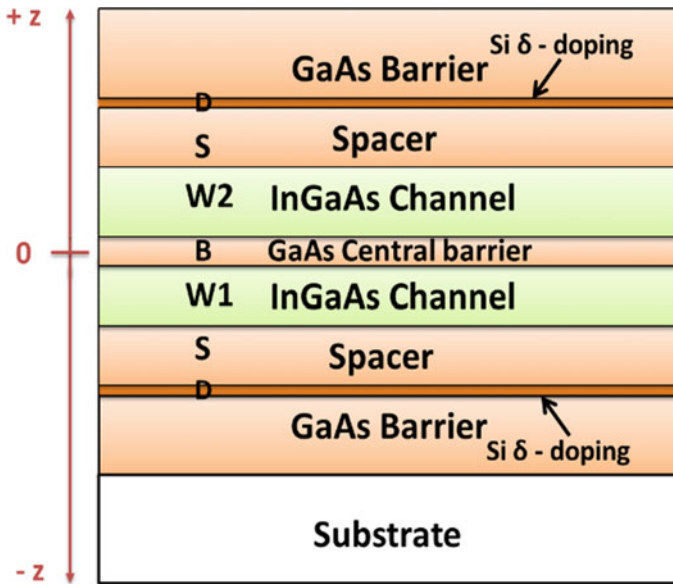 + z
Si δ - doping
GaAs Barrier
D
S Spacer
W2 InGaAs Channel
0
B GaAs Central barrier
W1 InGaAs Channel
S Spacer
D
GaAs Barrier
Si δ - doping
Substrate
- z